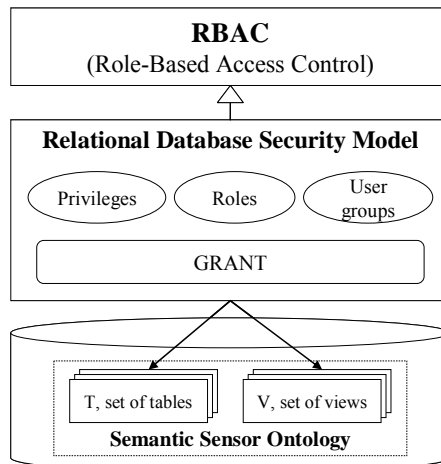 RBAC
(Role-Based Access Control)
Relational Database Security Model
Privileges
Roles
User
groups
GRANT
T, set of tables
V, set of views
Semantic Sensor Ontology